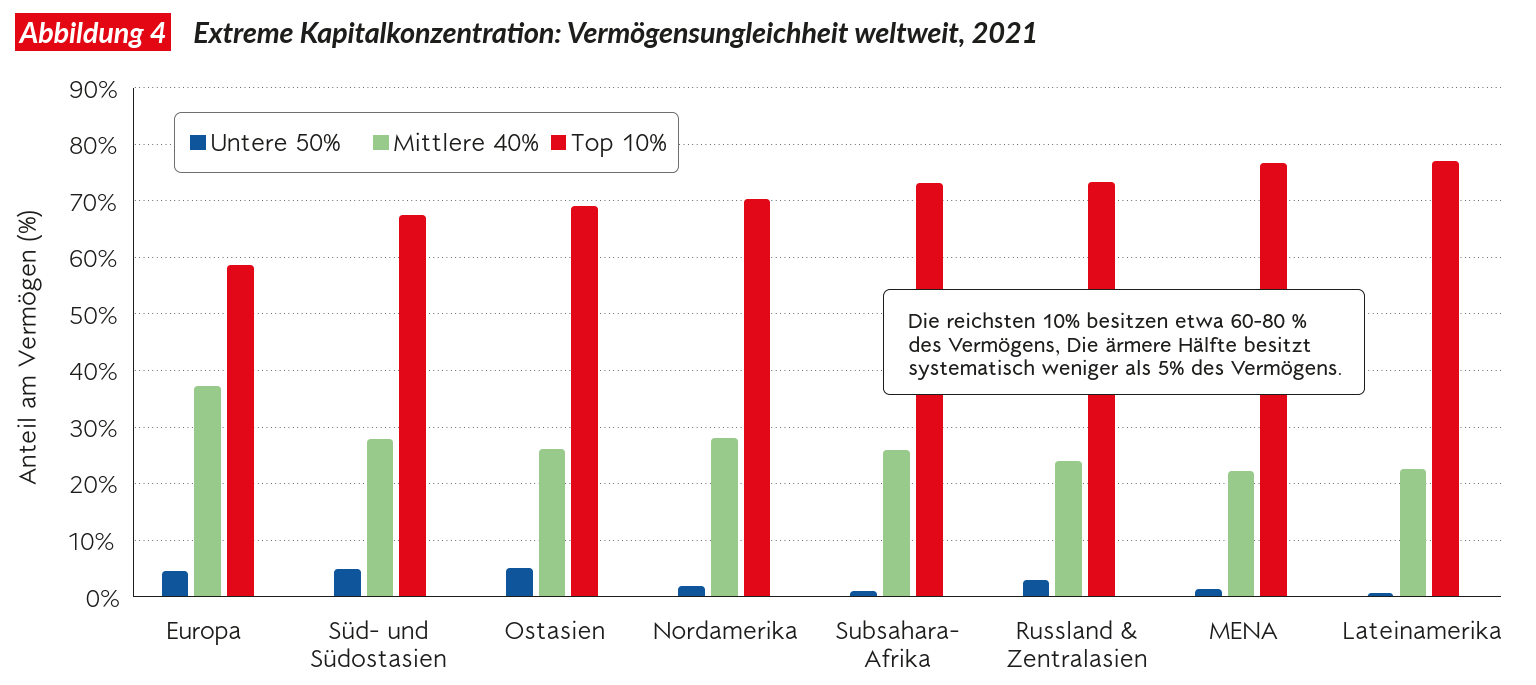 Abbildung 4 Extreme Kapitalkonzentration: Vermögensungleichheit weltweit, 2021
90%
80%
70%
60%
50%
40%
30%
20%
10%
0%
Anteil am Vermögen (%)
Untere 50% Mittlere 40% Top 10%
Die reichsten 10% besitzen etwa 60-80 %
des Vermögens, Die ärmere Hälfte besitzt
systematisch weniger als 5% des Vermögens.
Europa
Süd- und
Südostasien
Ostasien
Nordamerika
Subsahara-
Afrika
Russland &
Zentralasien
MENA
Lateinamerika